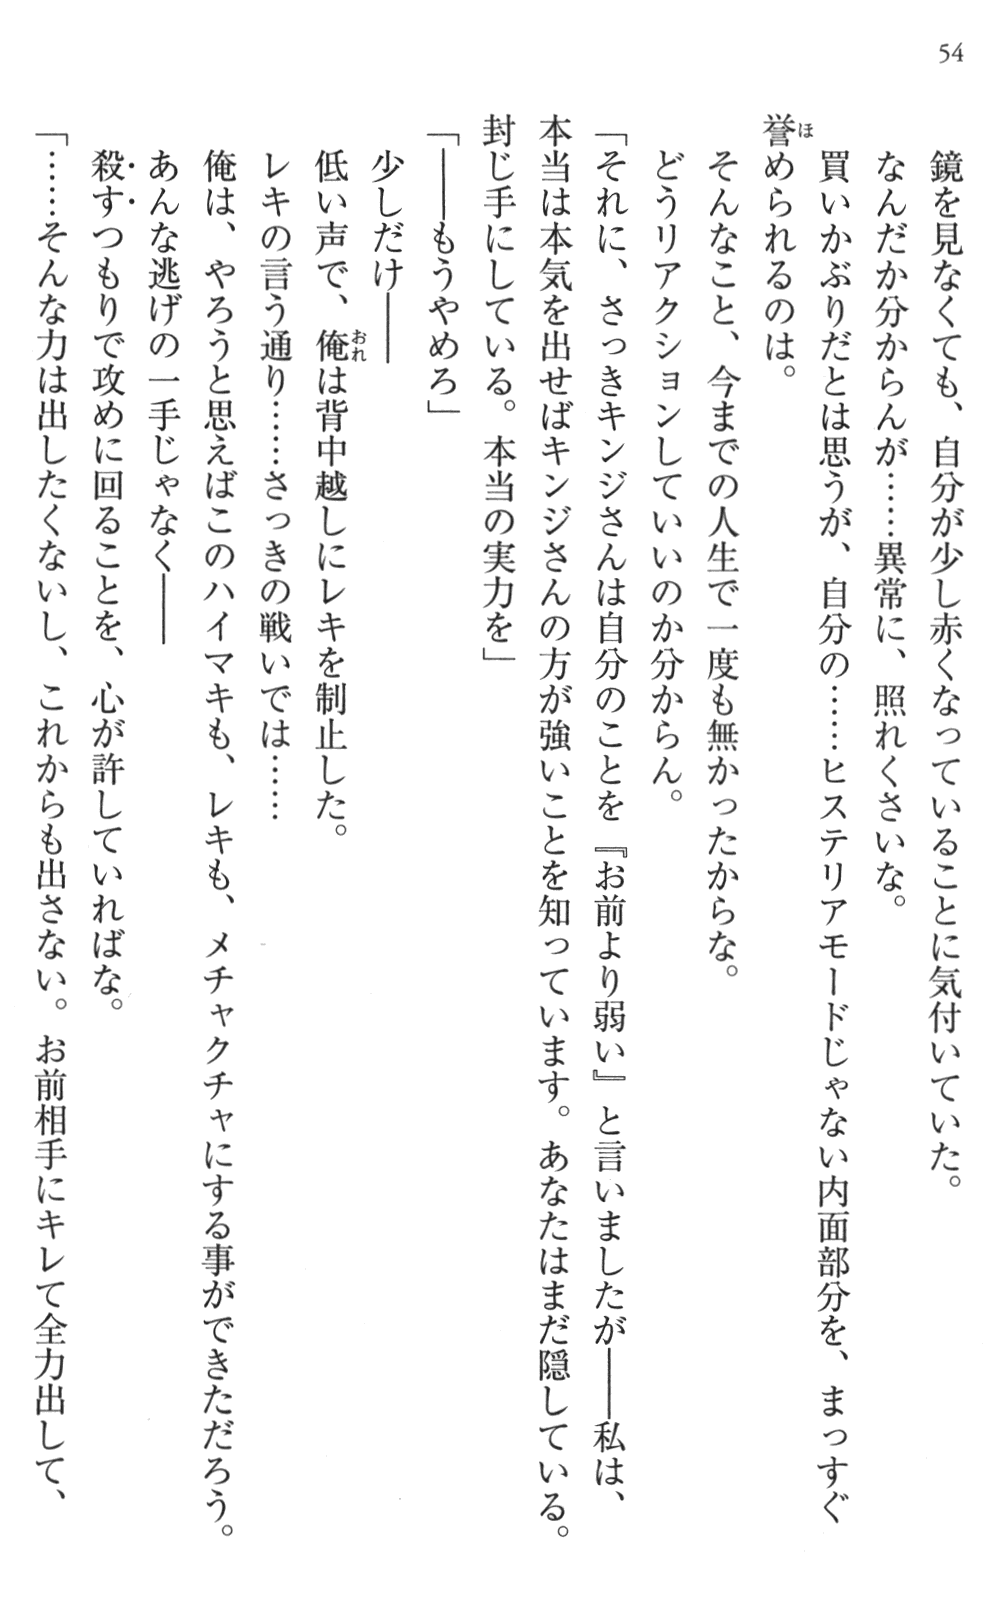 54
鏡を見なくても、自分が少し赤くなっていることに気付いていた。
なんだか分からんが……異常に、照れくさいな。
買いかぶりだとは思うが、自分の……ヒステリアモードじゃない内面部分を、まっすぐ
誉められるのは。
そんなこと、今までの人生で一度も無かったからな。
どうリアクションしていいのか分からん。
「それに、さっきキンジさんは自分のことを『お前より弱い』と言いましたが――私は、
本当は本気を出せばキンジさんの方が強いことを知っています。あなたはまだ隠している。
封じ手にしている。本当の実力を」
「――もうやめろ」
少しだけ――
低い声で、俺は背中越しにレキを制止した。
レキの言う通り……さっきの戦いでは……
俺は、やろうと思えばこのハイマキも、レキも、メチャクチャにする事ができただろう。
あんな逃げの一手じゃなく――
殺すつもりで攻めに回ることを、心が許していればな。
「……そんな力は出したくないし、これからも出さない。お前相手にキレて全力出して、